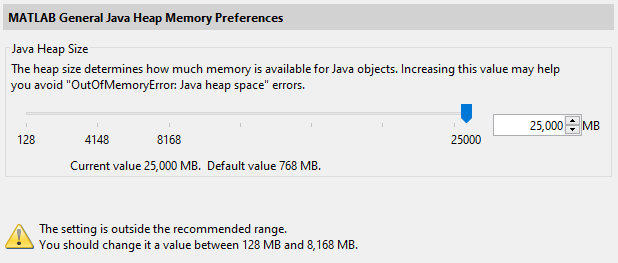 MATLAB General Java Heap Memory Preferences
Java Heap Size
The heap size determines how much memory is available for Java objects. Increasing this value may help
you avoid "OutOfMemoryError: Java heap space" errors.
25,000 MB
128 4148 8168 25000
Current value 25,000 MB. Default value 768 MB.
The setting is outside the recommended range.
You should change it a value between 128 MB and 8,168 MB.